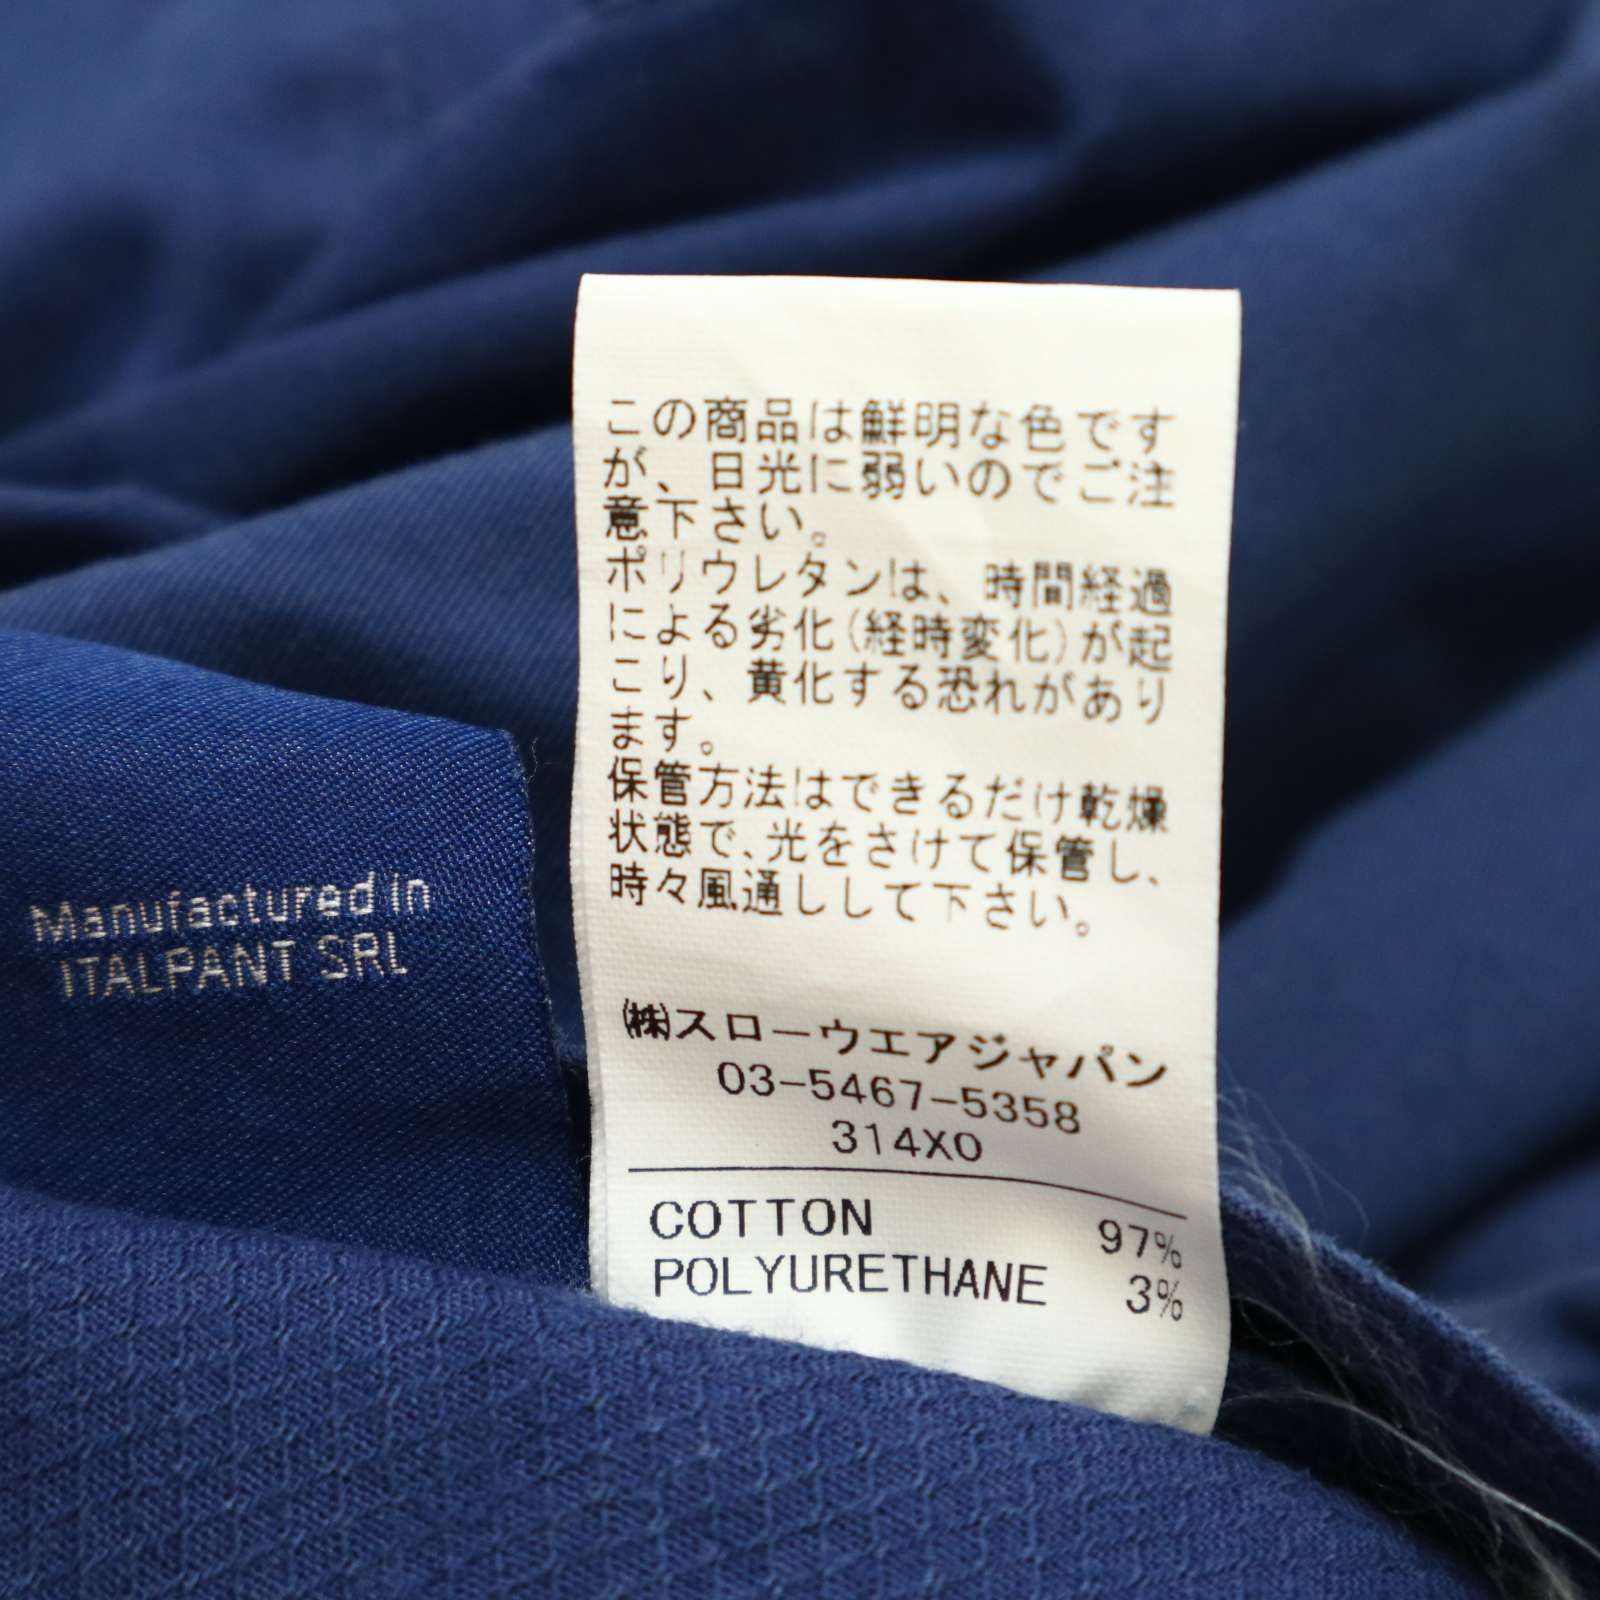 この商品は鮮明な色です
が、日光に弱いのでご注
意下さい。
ポリウレタンは、時間経過
による劣化(経時変化)が起
こり、黄化する恐れがあり
ます。
保管方法はできるだけ乾燥
状態で、光をさけて保管し、
時々風通しして下さい。
㈱スローウエアジャパン
03-5467-5358
314XO
COTTON 97%
POLYURETHANE 3%
Manufactured in
ITALPANT SRL